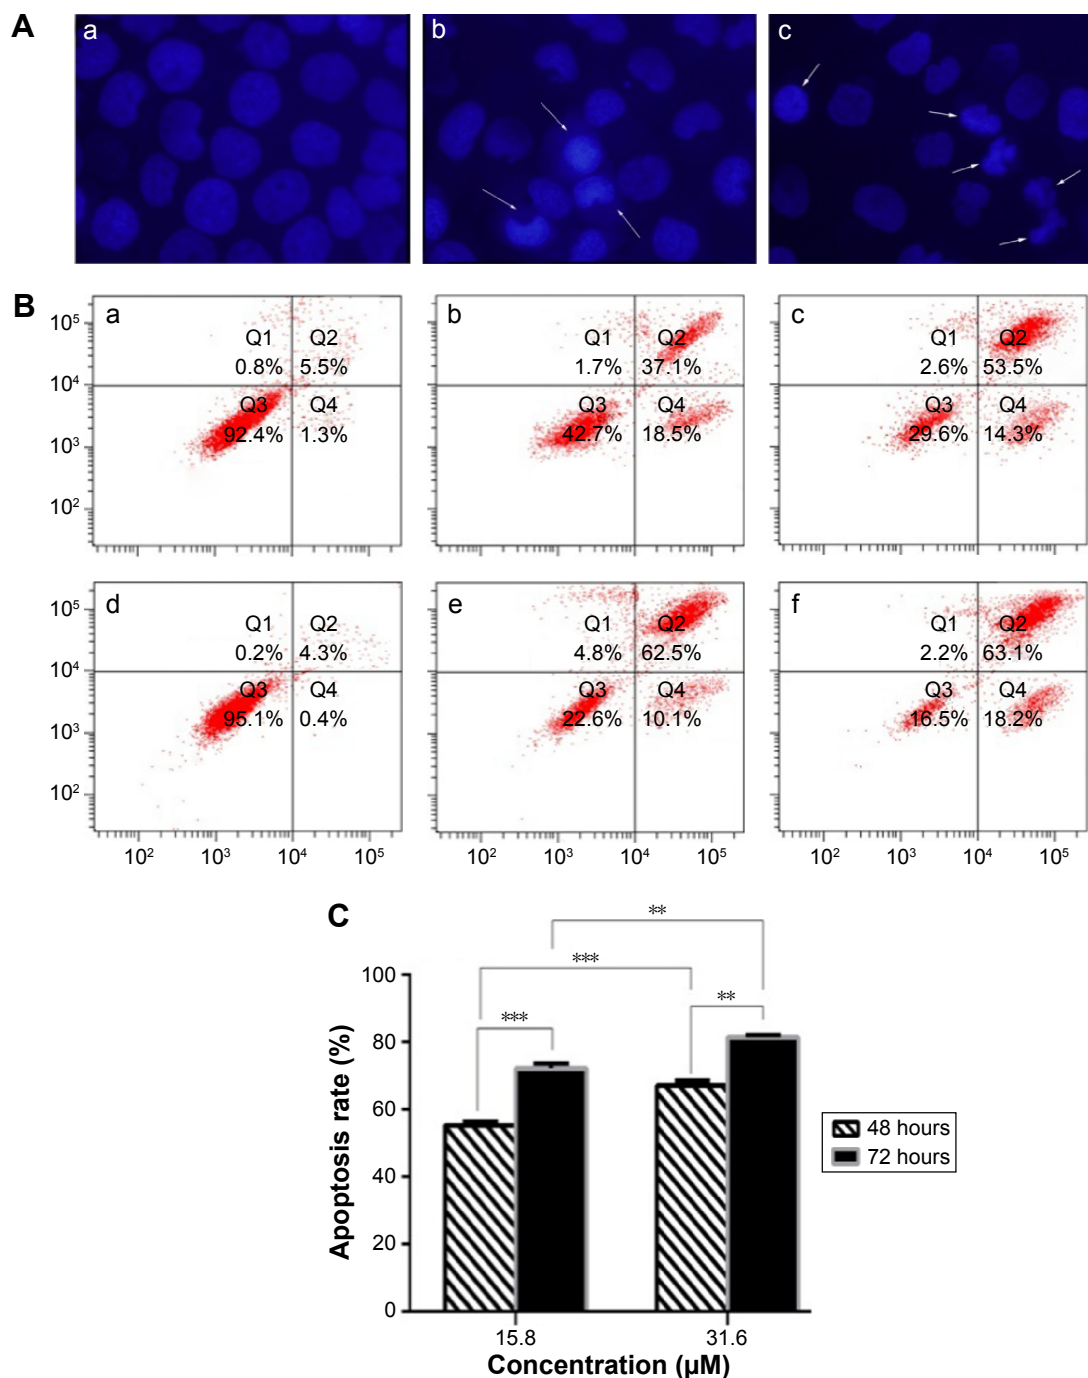 A
a
b
c
B
a
b
c
Q1 Q2
0.8% 5.5%
Q3 Q4
92.4% 1.3%
Q1 Q2
1.7% 37.1%
Q3 Q4
42.7% 18.5%
Q1 Q2
2.6% 53.5%
Q3 Q4
29.6% 14.3%
10⁵
10⁴
10³
10²
d
e
f
Q1 Q2
0.2% 4.3%
Q3 Q4
95.1% 0.4%
Q1 Q2
4.8% 62.5%
Q3 Q4
22.6% 10.1%
Q1 Q2
2.2% 63.1%
Q3 Q4
16.5% 18.2%
10⁵
10⁴
10³
10²
10² 10³ 10⁴ 10⁵
10² 10³ 10⁴ 10⁵
10² 10³ 10⁴ 10⁵
C
**
***
**
***
Apoptosis rate (%)
100
80
60
40
20
0
48 hours
72 hours
15.8 31.6
Concentration (µM)